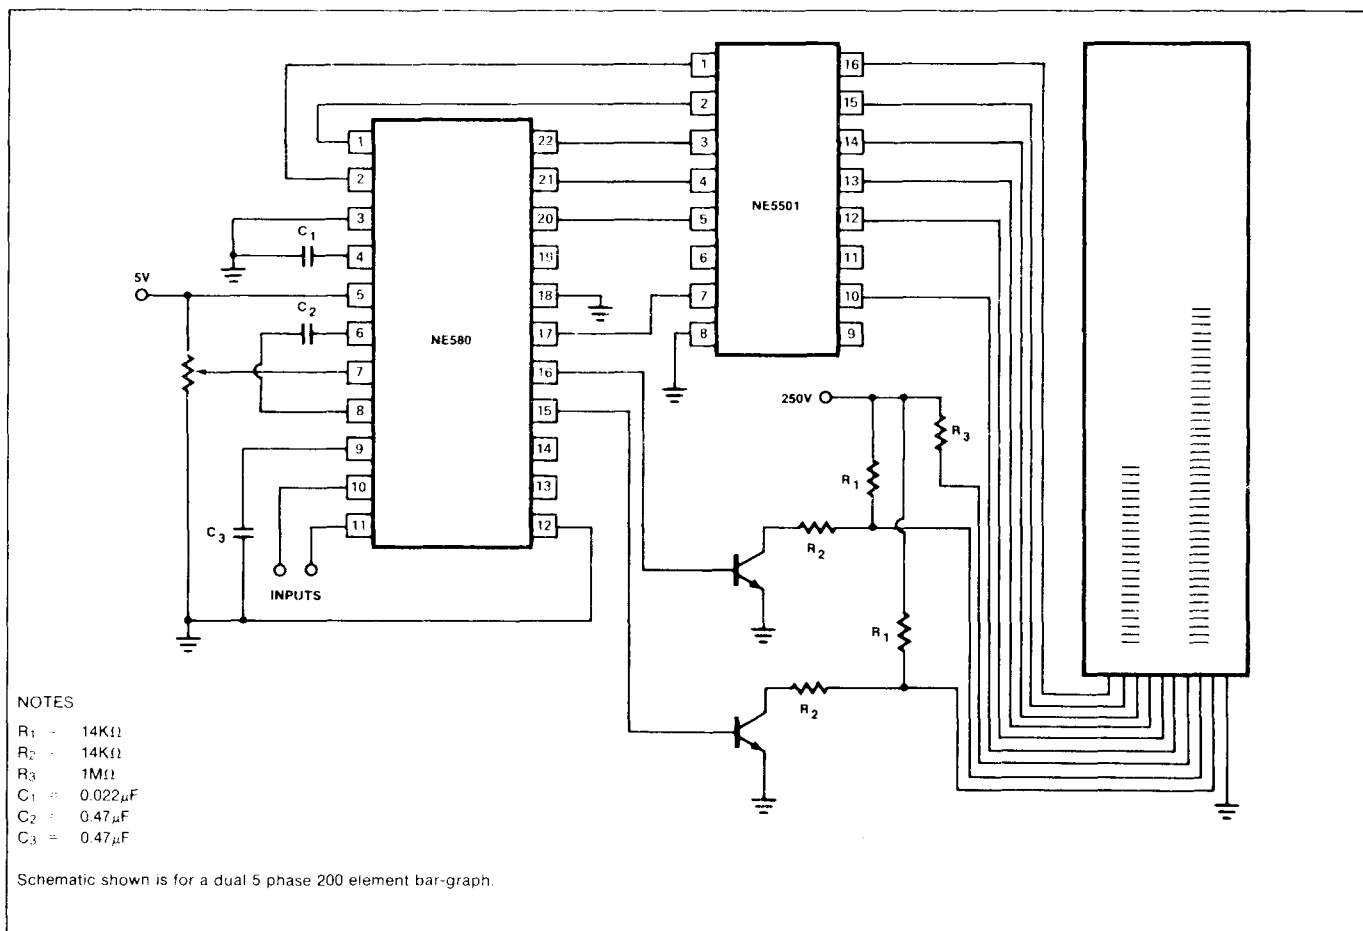 1
16
2
15
1
22
3
14
2
21
4
13
NE5501
3
20
5
12
C1
4
19
6
11
5V
5
18
7
10
C2
6
17
8
9
NE580
7
16
8
15
250V
9
14
R3
10
13
R1
11
12
C3
R2
INPUTS
R1
R2
NOTES
R1 - 14KΩ
R2 - 14KΩ
R3 1MΩ
C1 = 0.022μF
C2 = 0.47μF
C3 = 0.47μF
Schematic shown is for a dual 5 phase 200 element bar-graph.